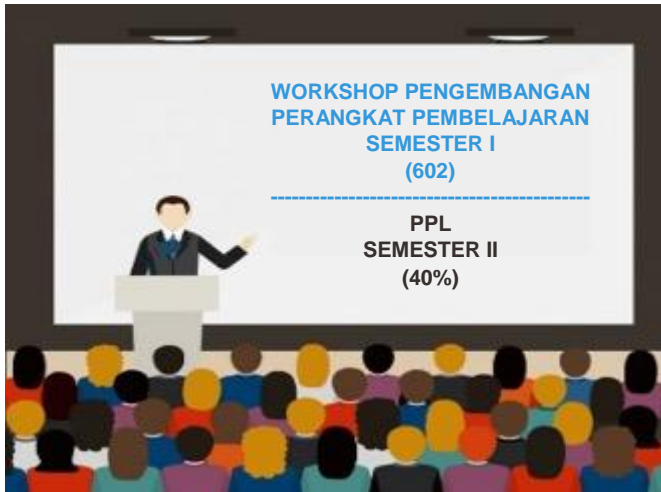 WORKSHOP PENGEMBANGAN
PERANGKAT PEMBELAJARAN
SEMESTER I
(602)
----------------------------------------------
PPL
SEMESTER II
(40%)